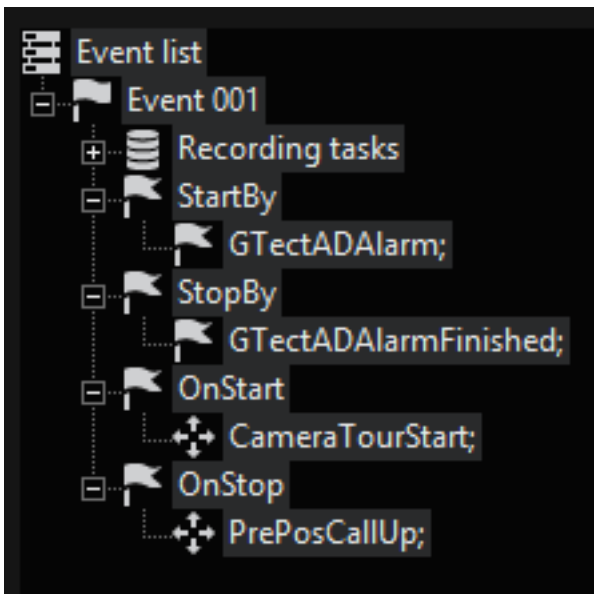 Event list
Event 001
Recording tasks
StartBy
GTectADAlarm;
StopBy
GTectADAlarmFinished;
OnStart
CameraTourStart;
OnStop
PrePosCallUp;